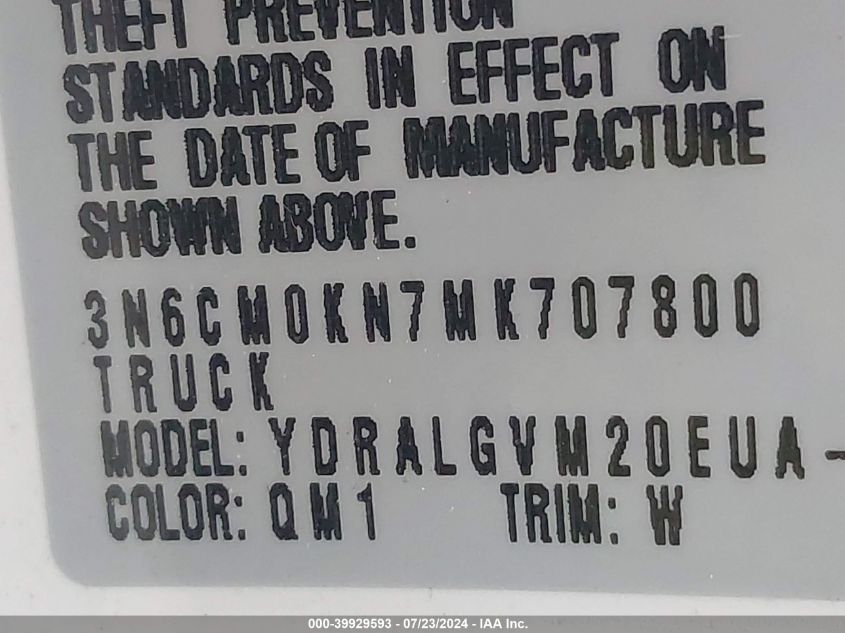 THEFT PREVENTION
STANDARDS IN EFFECT ON
THE DATE OF MANUFACTURE
SHOWN ABOVE.
3N6CM0KN7MK707800
TRUCK
MODEL: YDRALGVM20EUA-
COLOR: QM1 TRIM: W
000-39929593 - 07/23/2024 - IAA Inc.